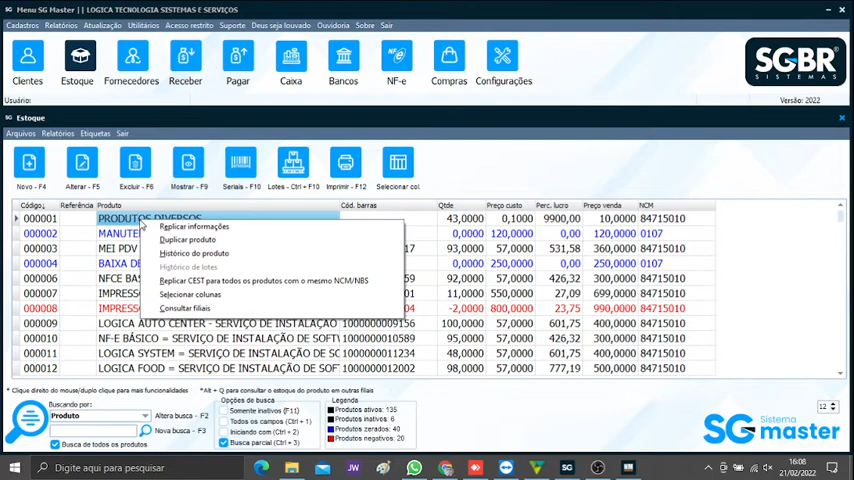 SG Menu SG Master || LOGICA TECNOLOGIA SISTEMAS E SERVIÇOS
Cadastros Relatórios Atualização Utilitários Acesso restrito Suporte Deus seja louvado Ouvidoria Sobre Sair
Clientes Estoque Fornecedores Receber Pagar Caixa Bancos NF-e Compras Configurações
SGBR
SISTEMAS
Usuário: Versão: 2022
SG Estoque
Arquivos Relatórios Etiquetas Sair
Novo - F4 Alterar - F5 Excluir - F6 Mostrar - F9 Seriais - F10 Lotes - Ctrl + F10 Imprimir - F12 Selecionar col.
Código Referência Produto Cód. barras Qtde Preço custo Perc. lucro Preço venda NCM
000001 PRODUTOS DIVERSOS 43,0000 0,1000 9900,00 10,0000 84715010
000002 MANUTE 0,0000 120,0000 0,0000 120,0000 0107
000003 MEI PDV 93,0000 57,0000 531,58 360,0000 84715010
000004 BAIXA DE 0,0000 250,0000 0,0000 250,0000 0107
000006 NFCE BAS 92,0000 57,0000 426,32 300,0000 84715010
000007 IMPRESSO 11,0000 550,0000 27,09 699,0000 84715010
000008 IMPRESSO -2,0000 800,0000 23,75 990,0000 84715010
000009 LOGICA AUTO CENTER - SERVIÇO DE INSTALAÇÃO 1000000009156 100,0000 57,0000 601,75 400,0000 84715010
000010 NF-E BÁSICO = SERVIÇO DE INSTALAÇÃO DE SOFTV 1000000010589 95,0000 57,0000 426,32 300,0000 84715010
000011 LOGICA SYSTEM = SERVIÇO DE INSTALAÇÃO DE SC 1000000011234 48,0000 57,0000 601,75 400,0000 84715010
000012 LOGICA FOOD = SERVIÇO DE INSTALAÇÃO DE SOF 1000000012002 98,0000 57,0000 777,19 500,0000 84715010
Replicar informações
Duplicar produto
Histórico do produto
Histórico de lotes
Replicar CEST para todos os produtos com o mesmo NCM/NBS
Selecionar colunas
Consultar filiais
* Clique direito do mouse/duplo clique para mais funcionalidades *Alt + Q para consultar o estoque do produto em outras filiais
Buscando por:
Produto Altera busca - F2
Nova busca - F3
Busca de todos os produtos
Opções de busca
Somente inativos (F11)
Todos os campos (Ctrl + 1)
Iniciando com (Ctrl + 2)
Busca parcial (Ctrl + 3)
Legenda
Produtos ativos: 135
Produtos inativos: 6
Produtos zerados: 40
Produtos negativos: 20
12
SG Sistema master
Digite aqui para pesquisar
JW
SG
16:08
21/02/2022